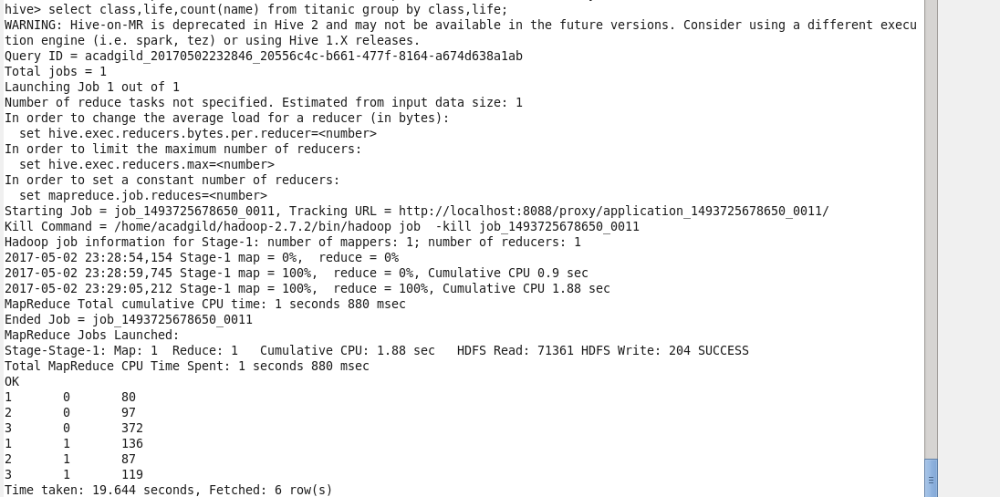 hive> select class,life,count(name) from titanic group by class,life;
WARNING: Hive-on-MR is deprecated in Hive 2 and may not be available in the future versions. Consider using a different execu
tion engine (i.e. spark, tez) or using Hive 1.X releases.
Query ID = acadgild_20170502232846_20556c4c-b661-477f-8164-a674d638a1ab
Total jobs = 1
Launching Job 1 out of 1
Number of reduce tasks not specified. Estimated from input data size: 1
In order to change the average load for a reducer (in bytes):
  set hive.exec.reducers.bytes.per.reducer=<number>
In order to limit the maximum number of reducers:
  set hive.exec.reducers.max=<number>
In order to set a constant number of reducers:
  set mapreduce.job.reduces=<number>
Starting Job = job_1493725678650_0011, Tracking URL = http://localhost:8088/proxy/application_1493725678650_0011/
Kill Command = /home/acadgild/hadoop-2.7.2/bin/hadoop job  -kill job_1493725678650_0011
Hadoop job information for Stage-1: number of mappers: 1; number of reducers: 1
2017-05-02 23:28:54,154 Stage-1 map = 0%,  reduce = 0%
2017-05-02 23:28:59,745 Stage-1 map = 100%,  reduce = 0%, Cumulative CPU 0.9 sec
2017-05-02 23:29:05,212 Stage-1 map = 100%,  reduce = 100%, Cumulative CPU 1.88 sec
MapReduce Total cumulative CPU time: 1 seconds 880 msec
Ended Job = job_1493725678650_0011
MapReduce Jobs Launched:
Stage-Stage-1: Map: 1  Reduce: 1   Cumulative CPU: 1.88 sec   HDFS Read: 71361 HDFS Write: 204 SUCCESS
Total MapReduce CPU Time Spent: 1 seconds 880 msec
OK
1       0       80
2       0       97
3       0       372
1       1       136
2       1       87
3       1       119
Time taken: 19.644 seconds, Fetched: 6 row(s)